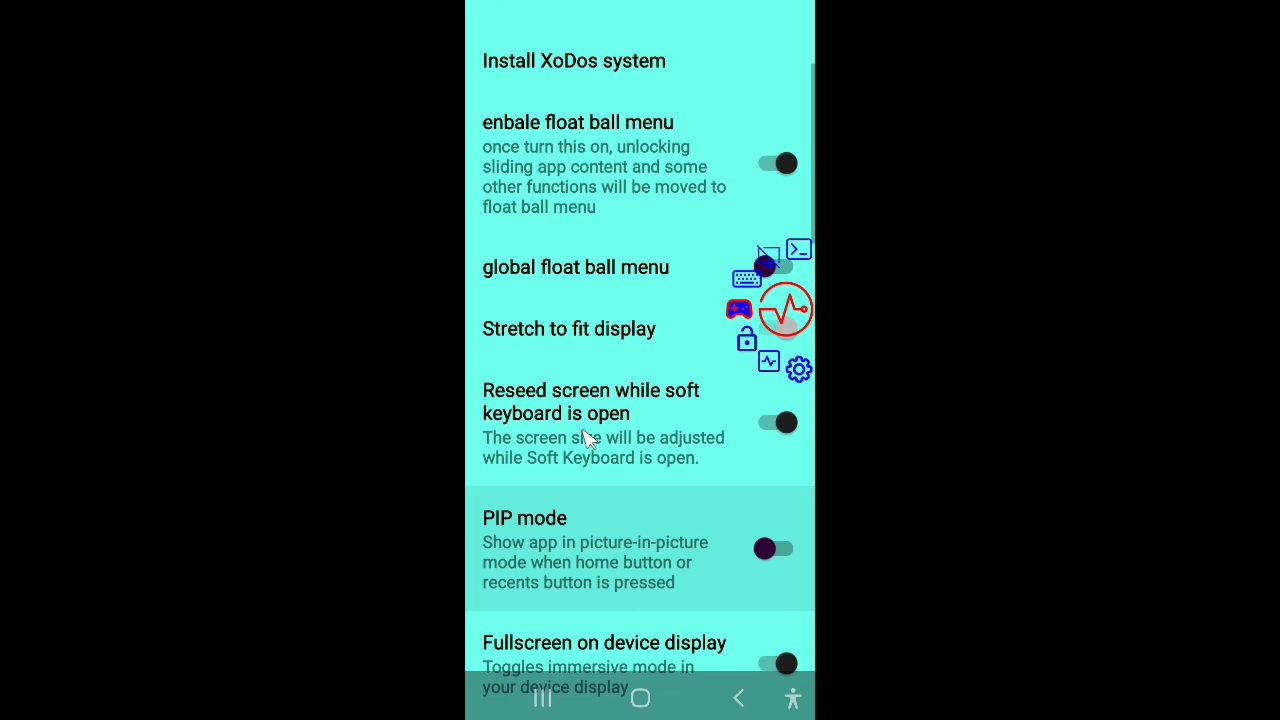 Install XoDos system
enbale float ball menu
once turn this on, unlocking
sliding app content and some
other functions will be moved to
float ball menu
global float ball menu
Stretch to fit display
Reseed screen while soft
keyboard is open
The screen size will be adjusted
while Soft Keyboard is open.
PIP mode
Show app in picture-in-picture
mode when home button or
recents button is pressed
Fullscreen on device display
Toggles immersive mode in
your device display